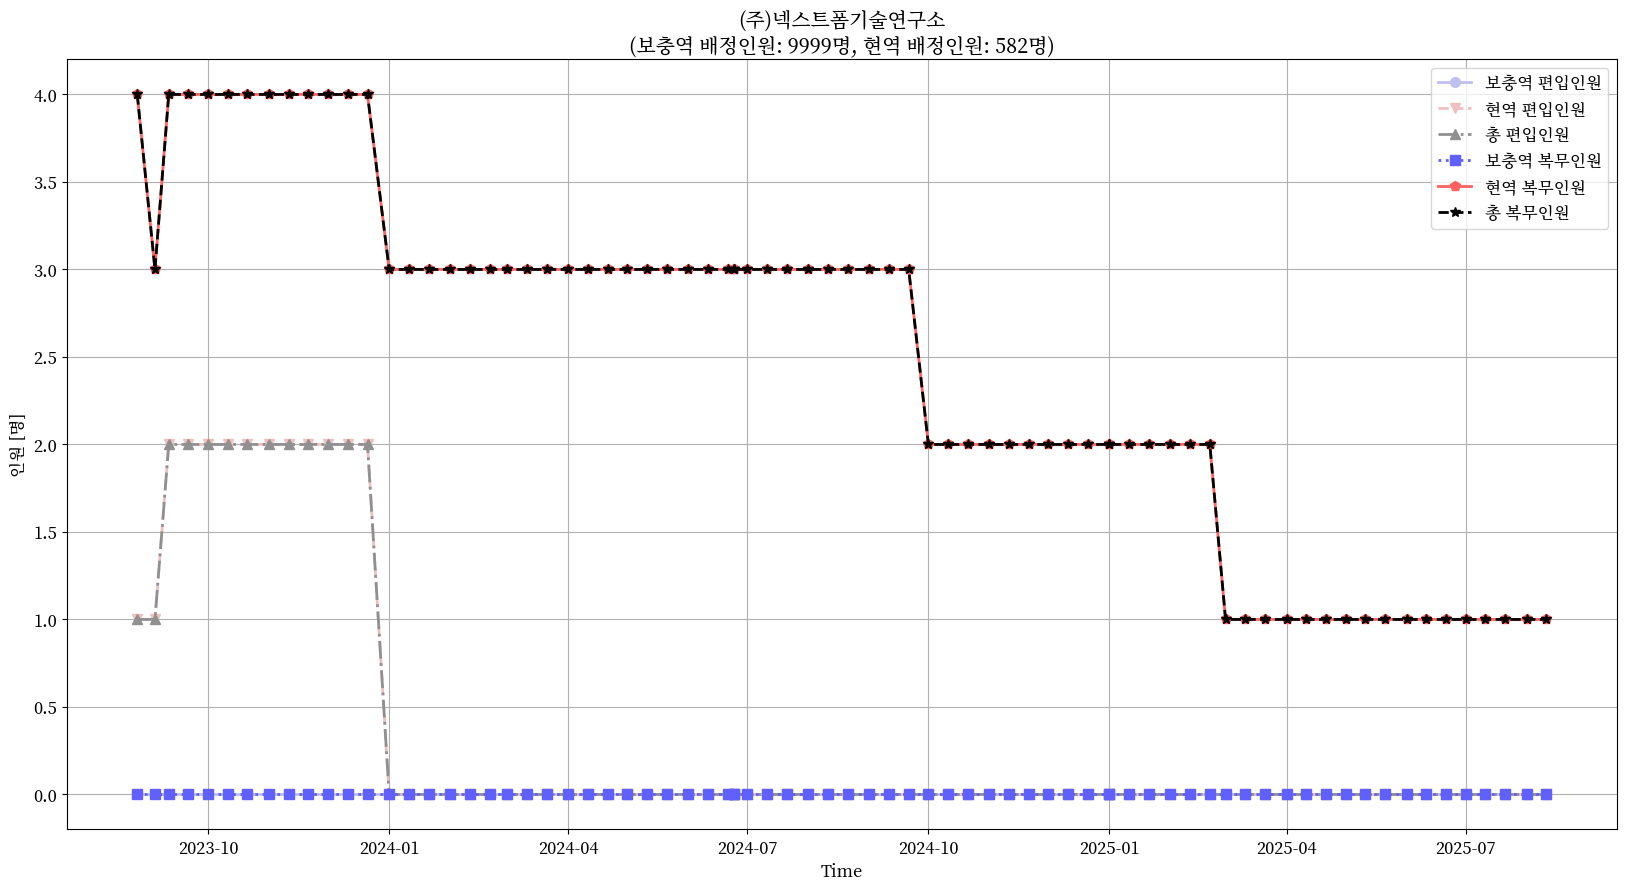 (주)넥스트폼기술연구소
(보충역 배정인원: 9999명, 현역 배정인원: 582명)
보충역 편입인원
현역 편입인원
총 편입인원
보충역 복무인원
현역 복무인원
총 복무인원
인원 [명]
4.0
3.5
3.0
2.5
2.0
1.5
1.0
0.5
0.0
2023-10
2024-01
2024-04
2024-07
2024-10
2025-01
2025-04
2025-07
Time